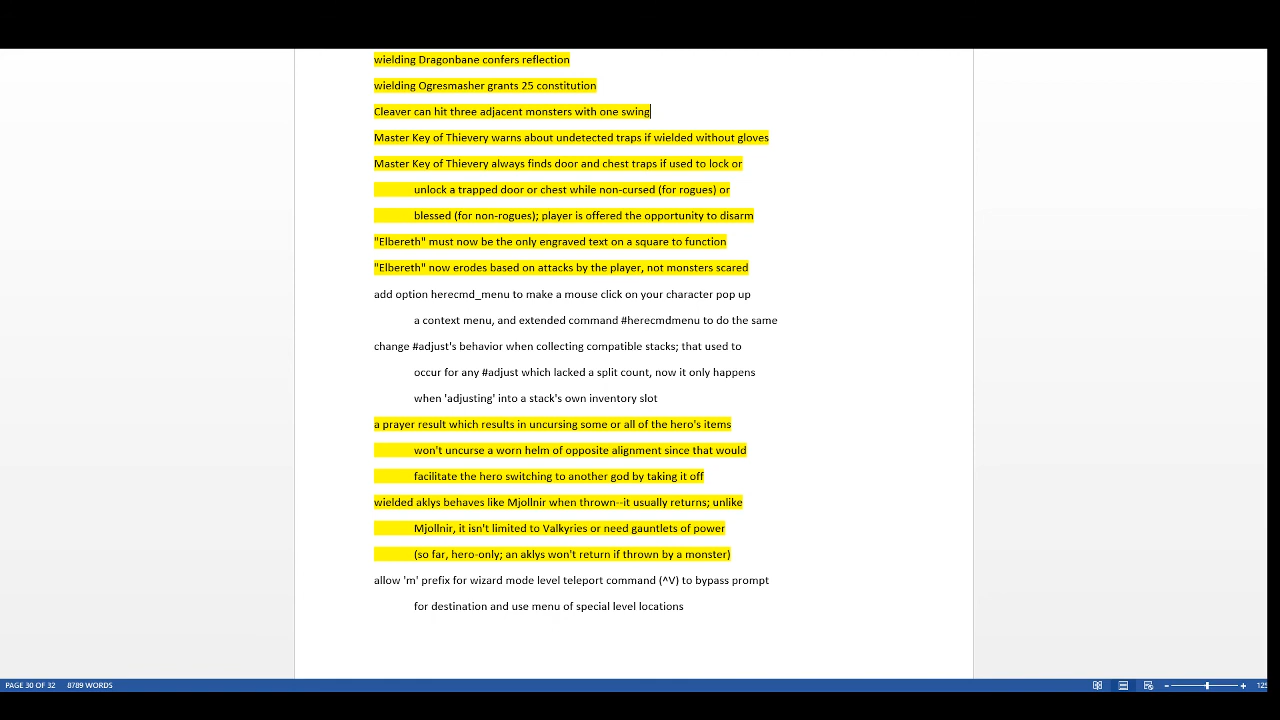 wielding Dragonbane confers reflection
wielding Ogresmasher grants 25 constitution
Cleaver can hit three adjacent monsters with one swing
Master Key of Thievery warns about undetected traps if wielded without gloves
Master Key of Thievery always finds door and chest traps if used to lock or
unlock a trapped door or chest while non-cursed (for rogues) or
blessed (for non-rogues); player is offered the opportunity to disarm
"Elbereth" must now be the only engraved text on a square to function
"Elbereth" now erodes based on attacks by the player, not monsters scared
add option herecmd_menu to make a mouse click on your character pop up
a context menu, and extended command #herecmdmenu to do the same
change #adjust's behavior when collecting compatible stacks; that used to
occur for any #adjust which lacked a split count, now it only happens
when 'adjusting' into a stack's own inventory slot
a prayer result which results in uncursing some or all of the hero's items
won't uncurse a worn helm of opposite alignment since that would
facilitate the hero switching to another god by taking it off
wielded aklys behaves like Mjollnir when thrown--it usually returns; unlike
Mjollnir, it isn't limited to Valkyries or need gauntlets of power
(so far, hero-only; an aklys won't return if thrown by a monster)
allow 'm' prefix for wizard mode level teleport command (^V) to bypass prompt
for destination and use menu of special level locations
PAGE 30 OF 32 8789 WORDS